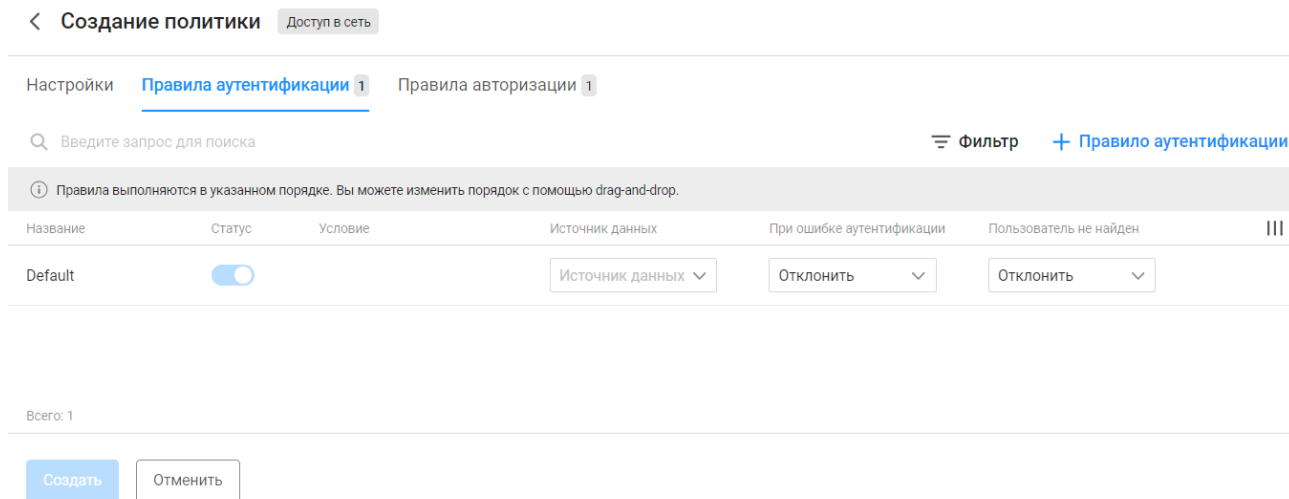 Создание политики Доступ в сеть
Настройки Правила аутентификации 1 Правила авторизации 1
Введите запрос для поиска Фильтр + Правило аутентификации
Правила выполняются в указанном порядке. Вы можете изменить порядок с помощью drag-and-drop.
Название Статус Условие Источник данных При ошибке аутентификации Пользователь не найден
Default Источник данных Отклонить Отклонить
Всего: 1
Создать Отменить